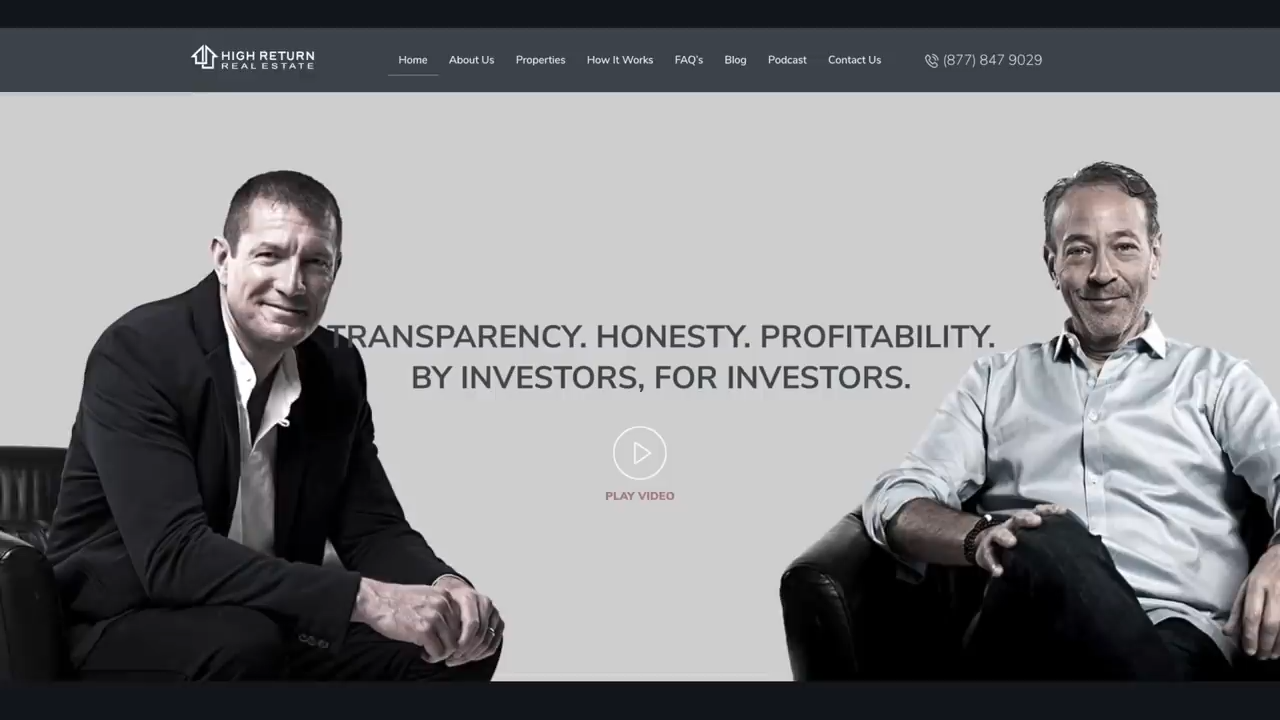 HIGH RETURN
REAL ESTATE
Home About Us Properties How It Works FAQ's Blog Podcast Contact Us (877) 847 9029
TRANSPARENCY. HONESTY. PROFITABILITY.
BY INVESTORS, FOR INVESTORS.
PLAY VIDEO